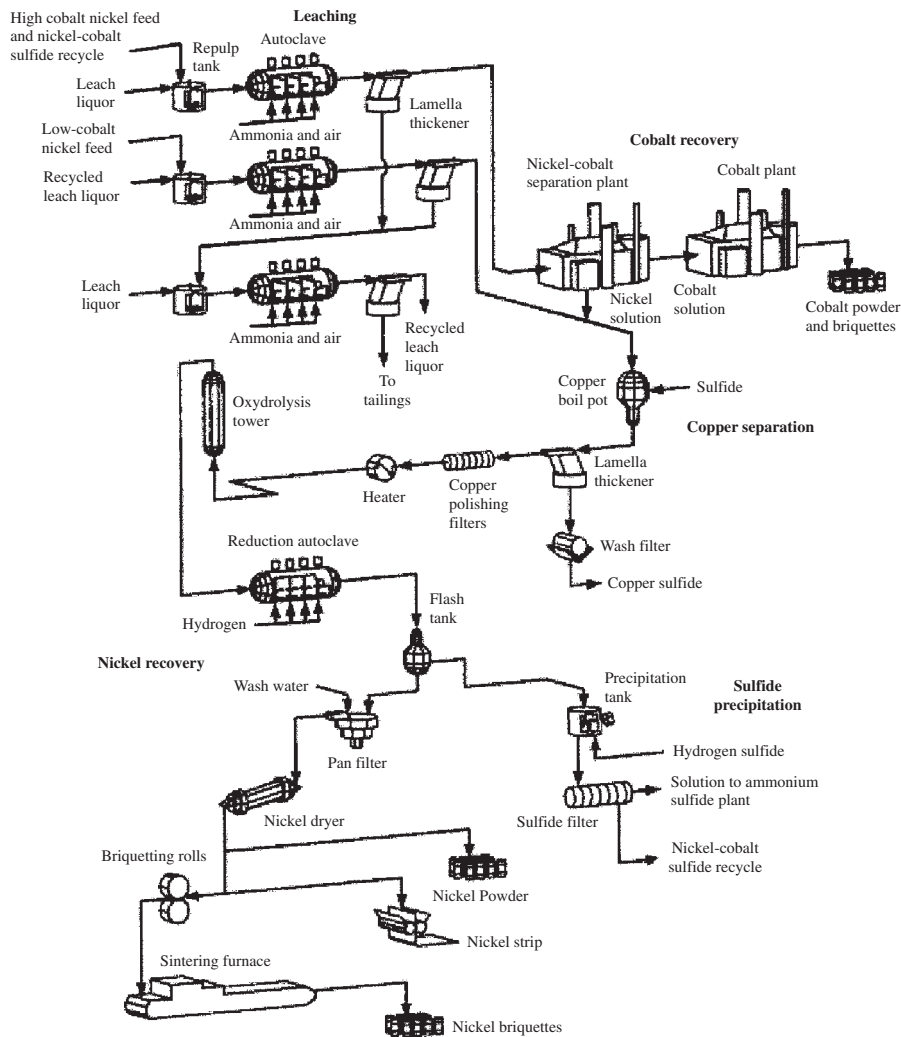 Leaching
High cobalt nickel feed
and nickel-cobalt
sulfide recycle
Repulp
tank
Autoclave
Leach
liquor
Ammonia and air
Lamella
thickener
Low-cobalt
nickel feed
Recycled
leach liquor
Ammonia and air
Cobalt recovery
Nickel-cobalt
separation plant
Cobalt plant
Leach
liquor
Ammonia and air
Recycled
leach
liquor
To
tailings
Nickel
solution
Cobalt
solution
Cobalt powder
and briquettes
Oxydrolysis
tower
Copper
boil pot
Sulfide
Copper separation
Heater
Copper
polishing
filters
Lamella
thickener
Wash filter
Copper sulfide
Reduction autoclave
Hydrogen
Flash
tank
Nickel recovery
Wash water
Pan filter
Precipitation
tank
Sulfide
precipitation
Hydrogen sulfide
Nickel dryer
Sulfide filter
Solution to ammonium
sulfide plant
Nickel-cobalt
sulfide recycle
Briquetting rolls
Nickel Powder
Nickel strip
Sintering furnace
Nickel briquettes